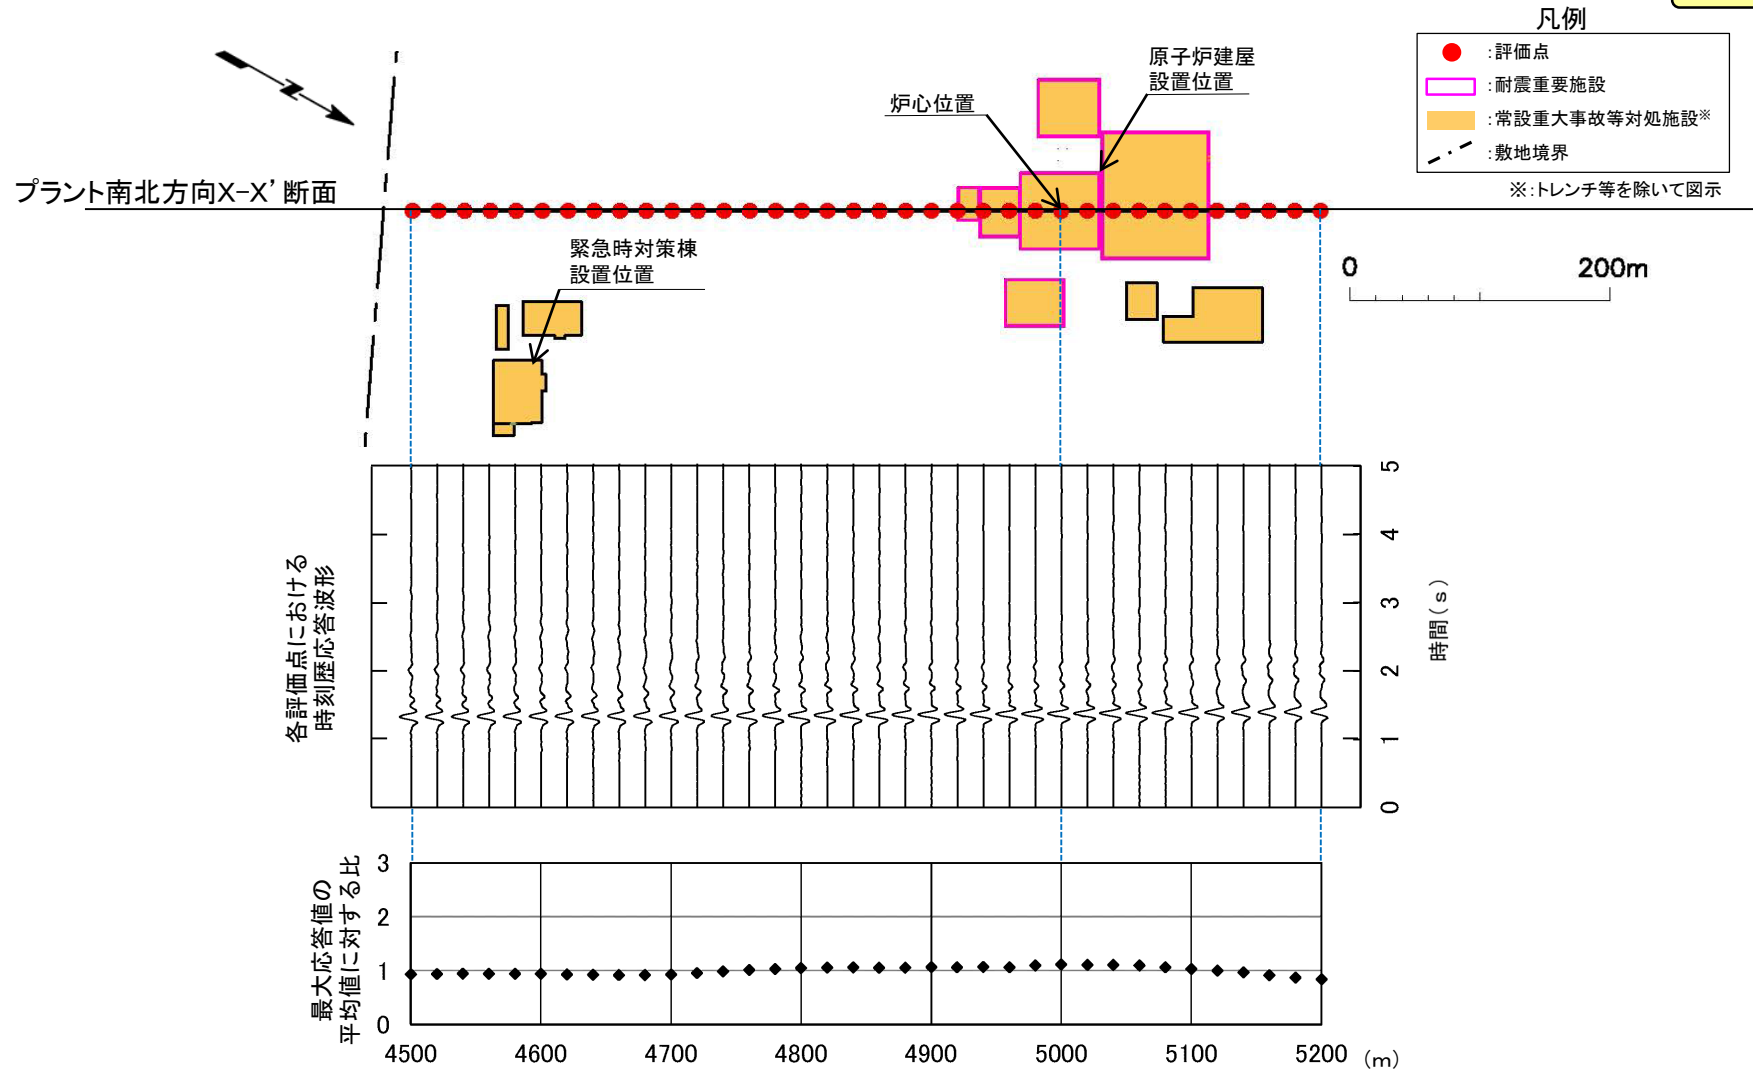 凡例
:評価点
:耐震重要施設
:常設重大事故等対処施設※
:敷地境界
※:トレンチ等を除いて図示
原子炉建屋
設置位置
炉心位置
プラント南北方向X-X’断面
緊急時対策棟
設置位置
0 200m
各評価点における
時刻歴応答波形
5
4
3
2
1
0
時間(s)
最大応答値の
平均値に対する比
3
2
1
0
4500 4600 4700 4800 4900 5000 5100 5200 (m)